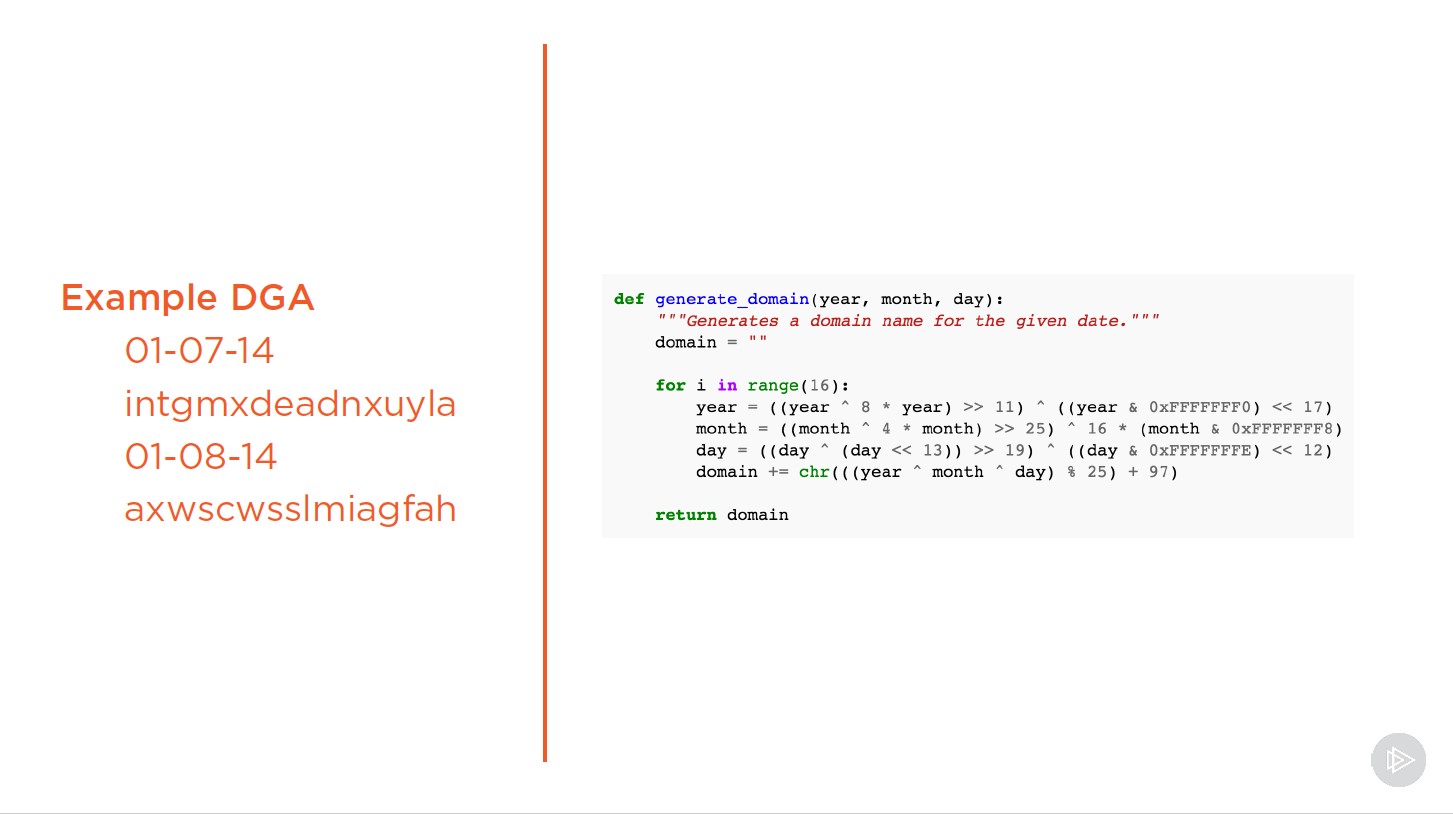 Example DGA
01-07-14
intgmxdeadnxuyla
01-08-14
axwscwsslmiagfah
def generate_domain(year, month, day):
    """Generates a domain name for the given date."""
    domain = ""

    for i in range(16):
        year = ((year ^ 8 * year) >> 11) ^ ((year & 0xFFFFFFF0) << 17)
        month = ((month ^ 4 * month) >> 25) ^ 16 * (month & 0xFFFFFFF8)
        day = ((day ^ (day << 13)) >> 19) ^ ((day & 0xFFFFFFFE) << 12)
        domain += chr(((year ^ month ^ day) % 25) + 97)

    return domain